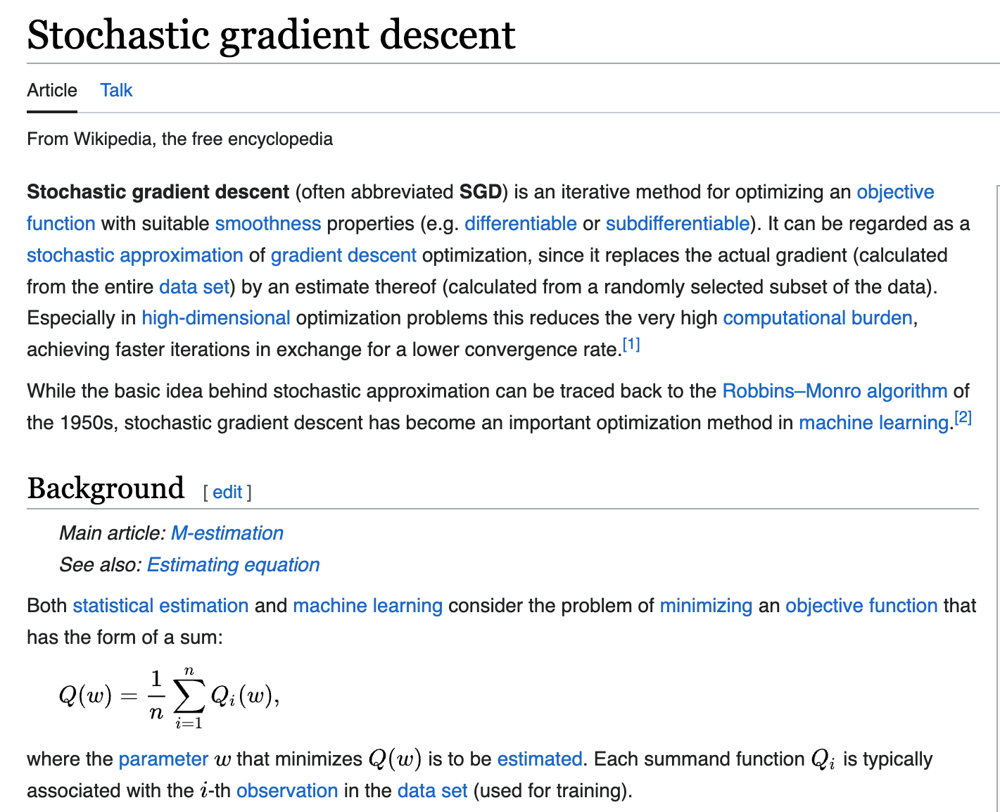 Stochastic gradient descent
Article Talk
From Wikipedia, the free encyclopedia
Stochastic gradient descent (often abbreviated SGD) is an iterative method for optimizing an objective
function with suitable smoothness properties (e.g. differentiable or subdifferentiable). It can be regarded as a
stochastic approximation of gradient descent optimization, since it replaces the actual gradient (calculated
from the entire data set) by an estimate thereof (calculated from a randomly selected subset of the data).
Especially in high-dimensional optimization problems this reduces the very high computational burden,
achieving faster iterations in exchange for a lower convergence rate.[1]
While the basic idea behind stochastic approximation can be traced back to the Robbins–Monro algorithm of
the 1950s, stochastic gradient descent has become an important optimization method in machine learning.[2]
Background [ edit ]
Main article: M-estimation
See also: Estimating equation
Both statistical estimation and machine learning consider the problem of minimizing an objective function that
has the form of a sum:
Q(w) = \frac{1}{n} \sum_{i=1}^{n} Q_i(w),
where the parameter w that minimizes Q(w) is to be estimated. Each summand function Q_i is typically
associated with the i-th observation in the data set (used for training).